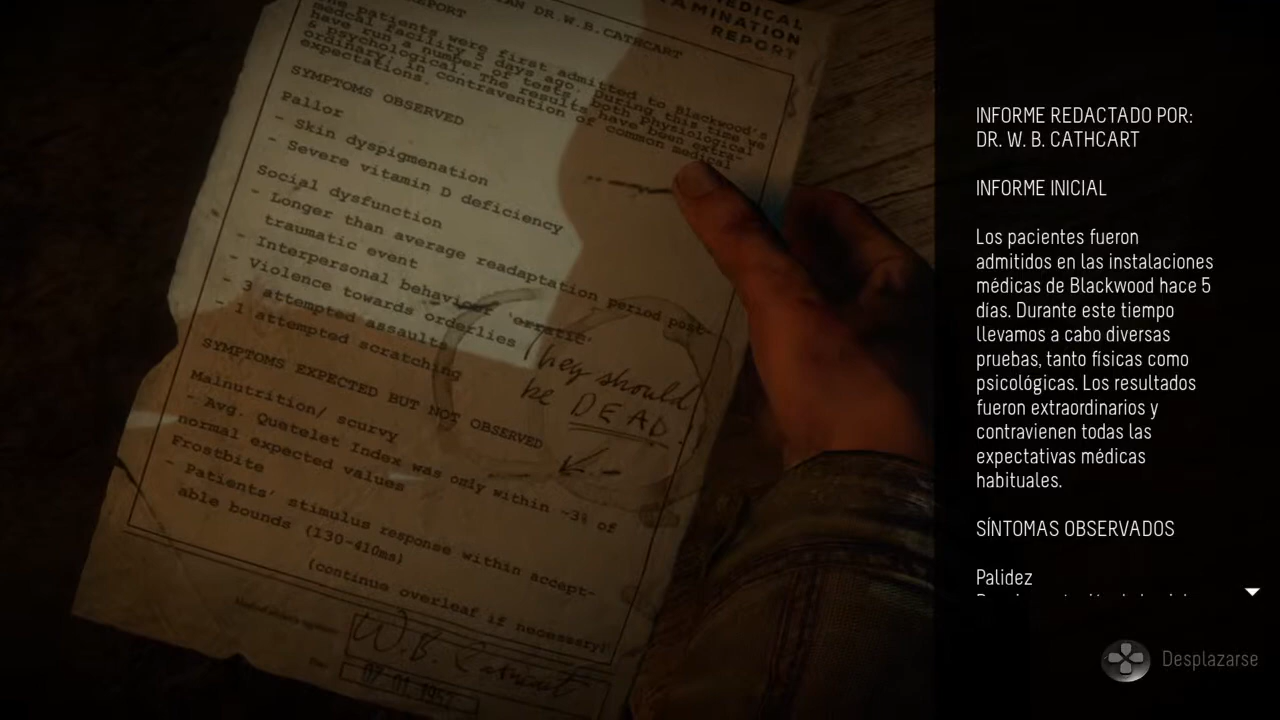 MEDICAL
EXAMINATION
REPORT
REPORT
DR.W.B.CATHCART
The patients were first admitted to Blackwood's
medical facility 5 days ago. During this time we
have run a number of tests, both Physiological
& psychological. The results have been extra-
ordinary, in contravention of common medical
expectations.
SYMPTOMS OBSERVED
Pallor
- Skin dyspigmenation
- Severe vitamin D deficiency
Social dysfunction
- Longer than average readaptation period post-
traumatic event
- Interpersonal behaviour 'erratic'
- Violence towards orderlies
- 3 attempted assaults
- 1 attempted scratching
They should
be DEAD.
SYMPTOMS EXPECTED BUT NOT OBSERVED
Malnutrition/ scurvy
- Avg. Quetelet Index was only within ~3% of
normal expected values
Frostbite
- Patients' stimulus response within accept-
able bounds (130-410ms)
(continue overleaf if necessary)
W.B. Cathcart
INFORME REDACTADO POR:
DR. W. B. CATHCART
INFORME INICIAL
Los pacientes fueron
admitidos en las instalaciones
médicas de Blackwood hace 5
días. Durante este tiempo
llevamos a cabo diversas
pruebas, tanto físicas como
psicológicas. Los resultados
fueron extraordinarios y
contravienen todas las
expectativas médicas
habituales.
SÍNTOMAS OBSERVADOS
Palidez
Desplazarse